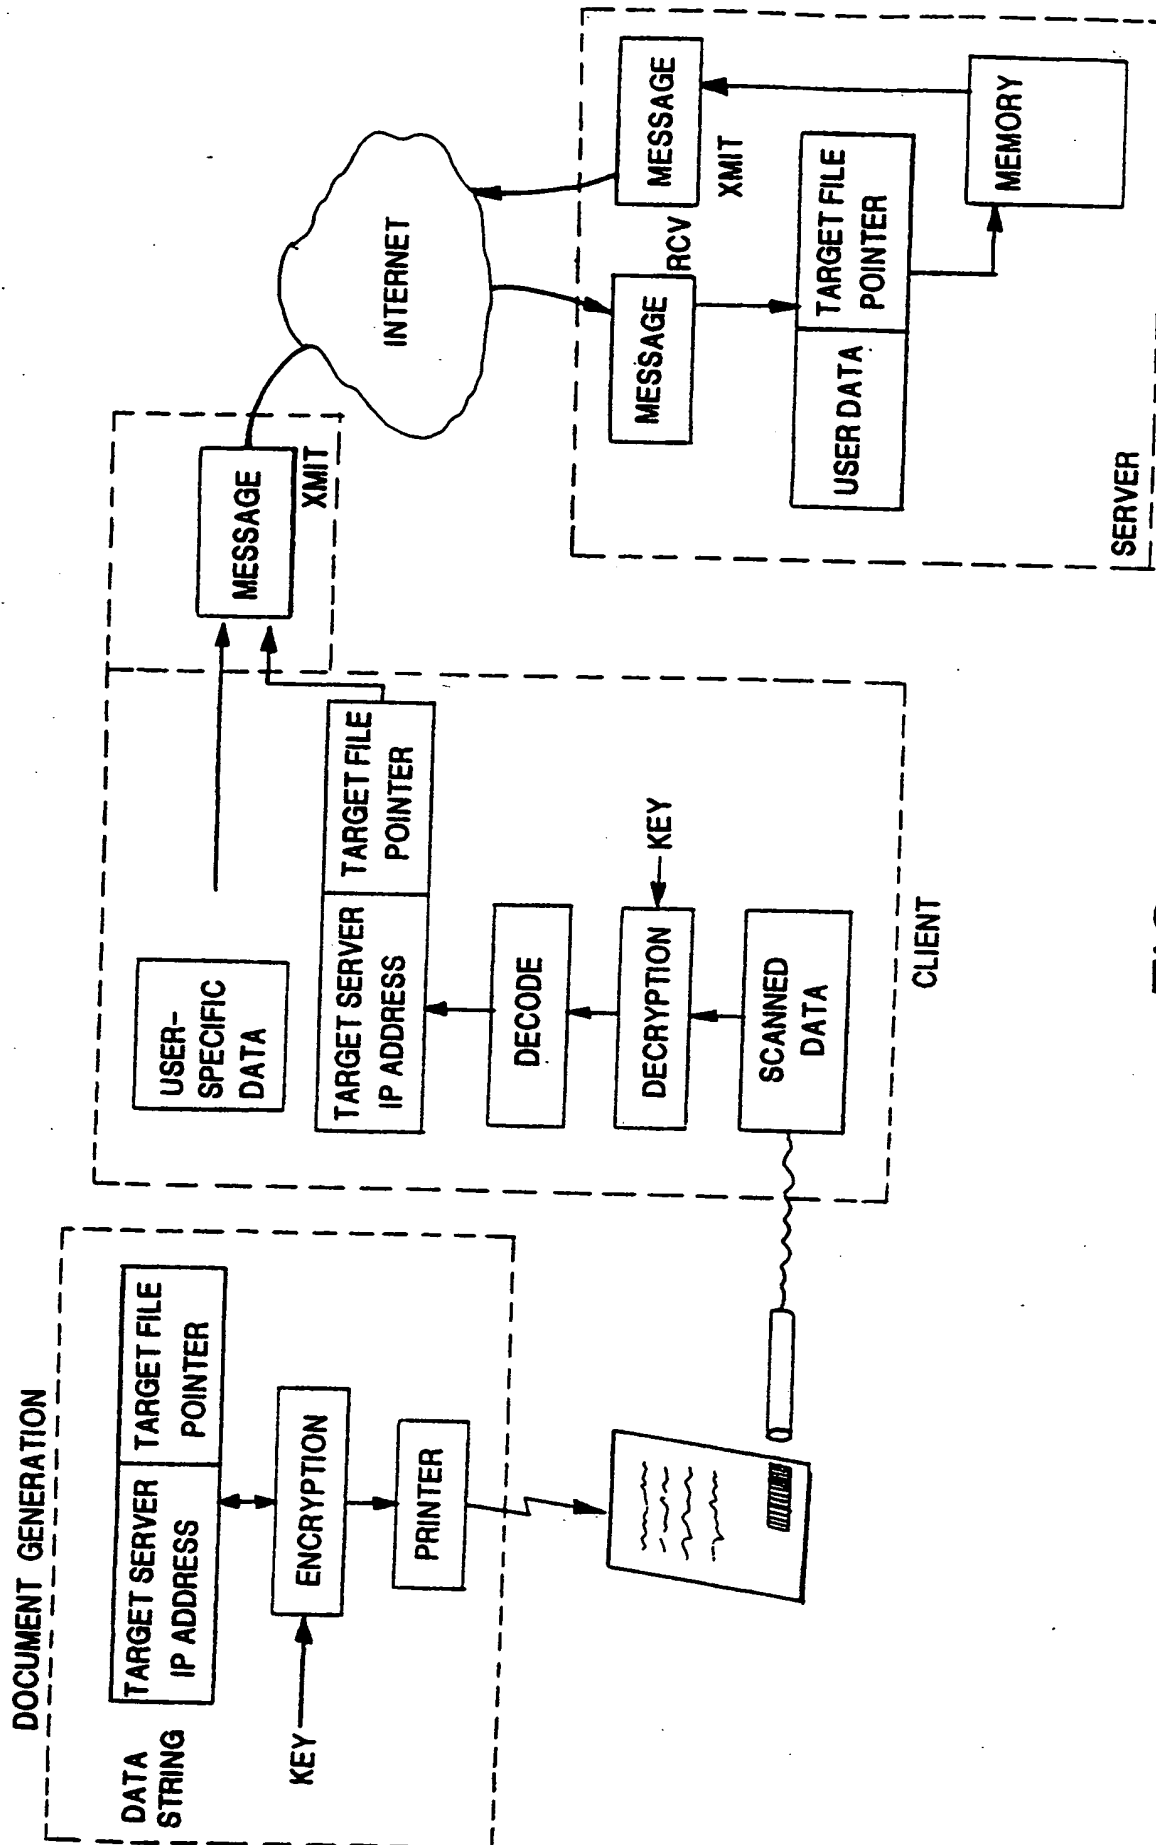 DOCUMENT GENERATION
DATA
STRING
TARGET SERVER
IP ADDRESS
TARGET FILE
POINTER
KEY
ENCRYPTION
PRINTER
USER-
SPECIFIC
DATA
TARGET SERVER
IP ADDRESS
TARGET FILE
POINTER
DECODE
DECRYPTION
KEY
SCANNED
DATA
CLIENT
MESSAGE
XMIT
INTERNET
MESSAGE
RCV
MESSAGE
XMIT
USER DATA
TARGET FILE
POINTER
MEMORY
SERVER